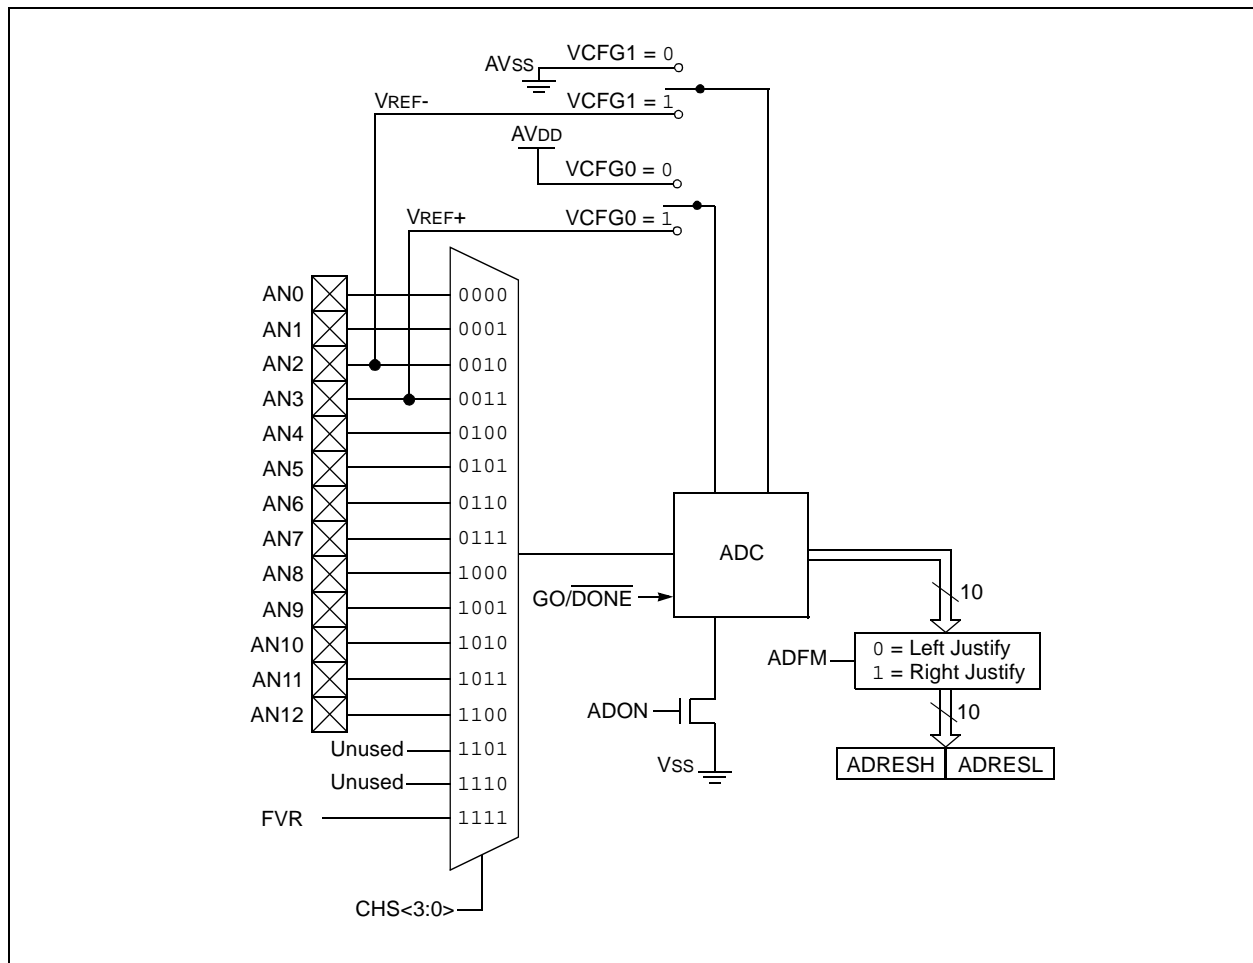 AVSS
VCFG1 = 0
VREF-
VCFG1 = 1
AVDD
VCFG0 = 0
VREF+
VCFG0 = 1
AN0
0000
AN1
0001
AN2
0010
AN3
0011
AN4
0100
AN5
0101
AN6
0110
AN7
0111
AN8
1000
AN9
1001
AN10
1010
AN11
1011
AN12
1100
Unused
1101
Unused
1110
FVR
1111
CHS<3:0>
ADC
GO/DONE
10
ADFM
0 = Left Justify
1 = Right Justify
10
ADON
VSS
ADRESH
ADRESL